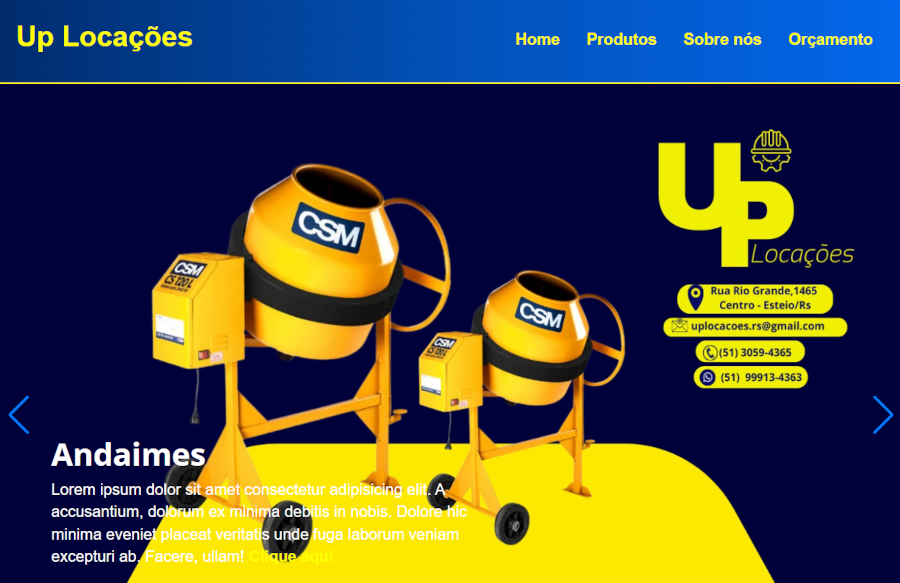 Up Locações
Home Produtos Sobre nós Orçamento
UP
Locações
CSM
CSM
CS 120 L
CSM
CSM
CS 120 L
Rua Rio Grande,1465
Centro - Esteio/Rs
uplocacoes.rs@gmail.com
(51) 3059-4365
(51) 99913-4363
Andaimes
Lorem ipsum dolor sit amet consectetur adipisicing elit. A
accusantium, dolorum ex minima debitis in nobis. Dolore hic
minima eveniet placeat veritatis unde fuga laborum veniam
excepturi ab. Facere, ullam! Clique aqui